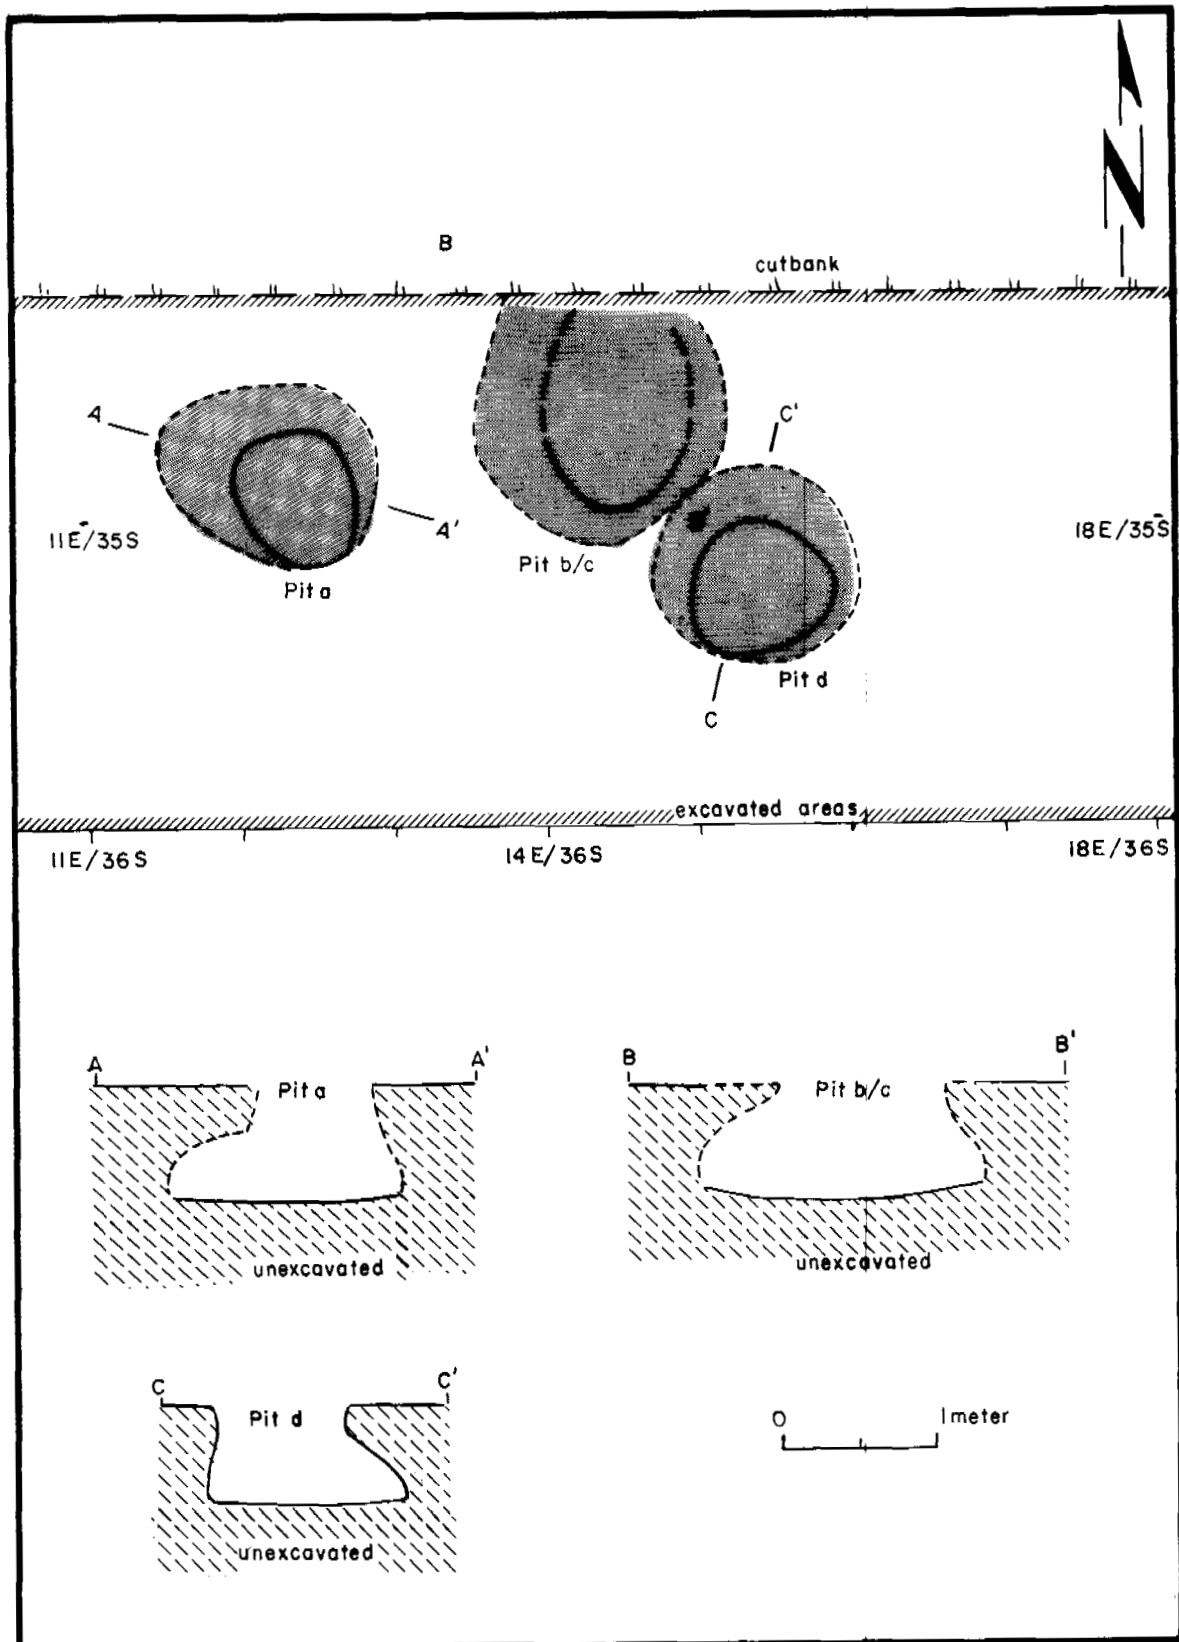 N
B
cutbank
A
C'
A'
11E/35S
18E/35S
Pit b/c
Pit a
Pit d
C
excavated areas
11E/36S
14E/36S
18E/36S
A
A'
B
B'
Pit a
Pit b/c
unexcavated
unexcavated
C
C'
Pit d
0
1 meter
unexcavated